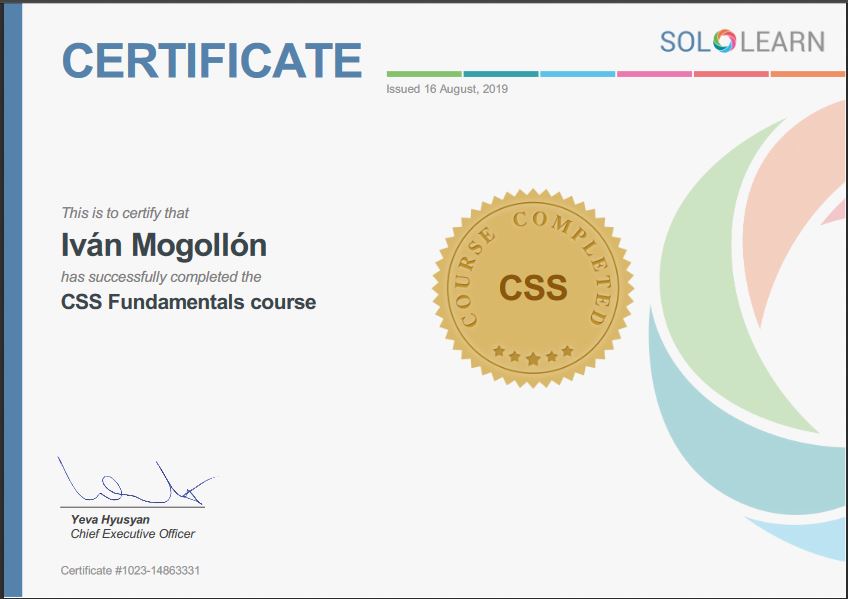 CERTIFICATE
SOLOLEARN
Issued 16 August, 2019
This is to certify that
Iván Mogollón
has successfully completed the
CSS Fundamentals course
COURSE COMPLETED
CSS
Yeva Hyusyan
Chief Executive Officer
Certificate #1023-14863331